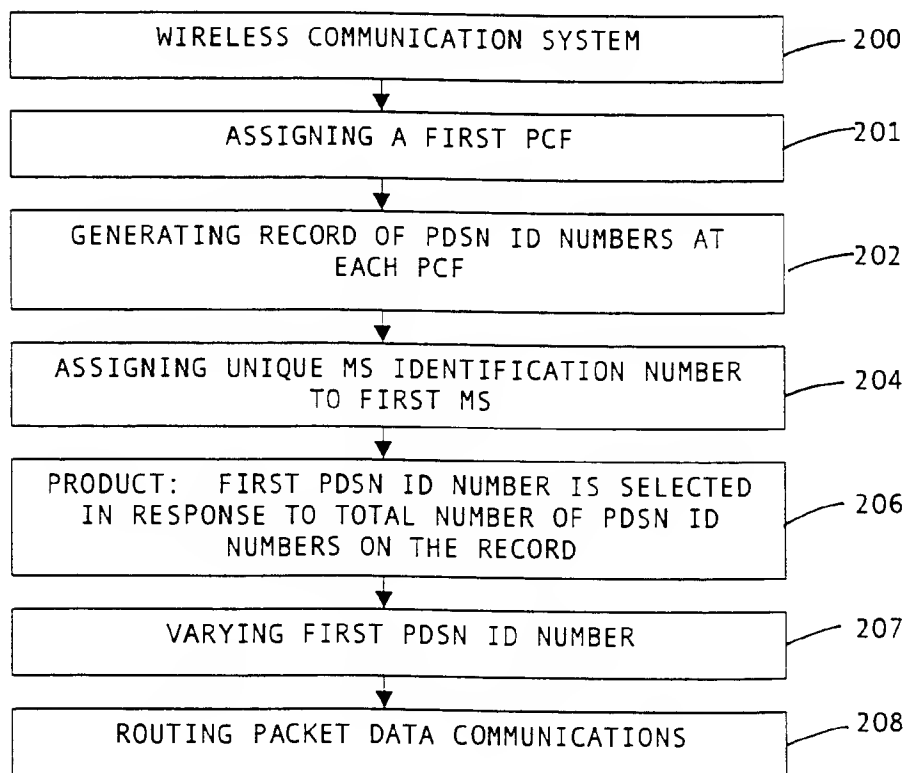 WIRELESS COMMUNICATION SYSTEM
200
ASSIGNING A FIRST PCF
201
GENERATING RECORD OF PDSN ID NUMBERS AT
EACH PCF
202
ASSIGNING UNIQUE MS IDENTIFICATION NUMBER
TO FIRST MS
204
PRODUCT: FIRST PDSN ID NUMBER IS SELECTED
IN RESPONSE TO TOTAL NUMBER OF PDSN ID
NUMBERS ON THE RECORD
206
VARYING FIRST PDSN ID NUMBER
207
ROUTING PACKET DATA COMMUNICATIONS
208